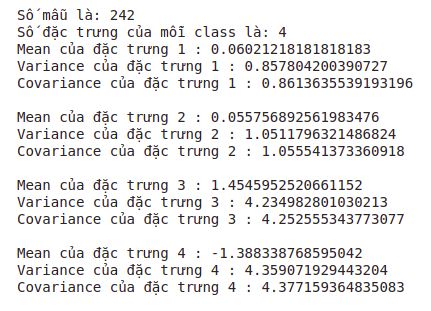 Số mẫu là: 242
Số đặc trưng của mỗi class là: 4
Mean của đặc trưng 1 : 0.06021218181818183
Variance của đặc trưng 1 : 0.857804200390727
Covariance của đặc trưng 1 : 0.8613635539193196
Mean của đặc trưng 2 : 0.055756892561983476
Variance của đặc trưng 2 : 1.0511796321486824
Covariance của đặc trưng 2 : 1.055541373360918
Mean của đặc trưng 3 : 1.4545952520661152
Variance của đặc trưng 3 : 4.234982801030213
Covariance của đặc trưng 3 : 4.252555343773077
Mean của đặc trưng 4 : -1.388338768595042
Variance của đặc trưng 4 : 4.359071929443204
Covariance của đặc trưng 4 : 4.377159364835083